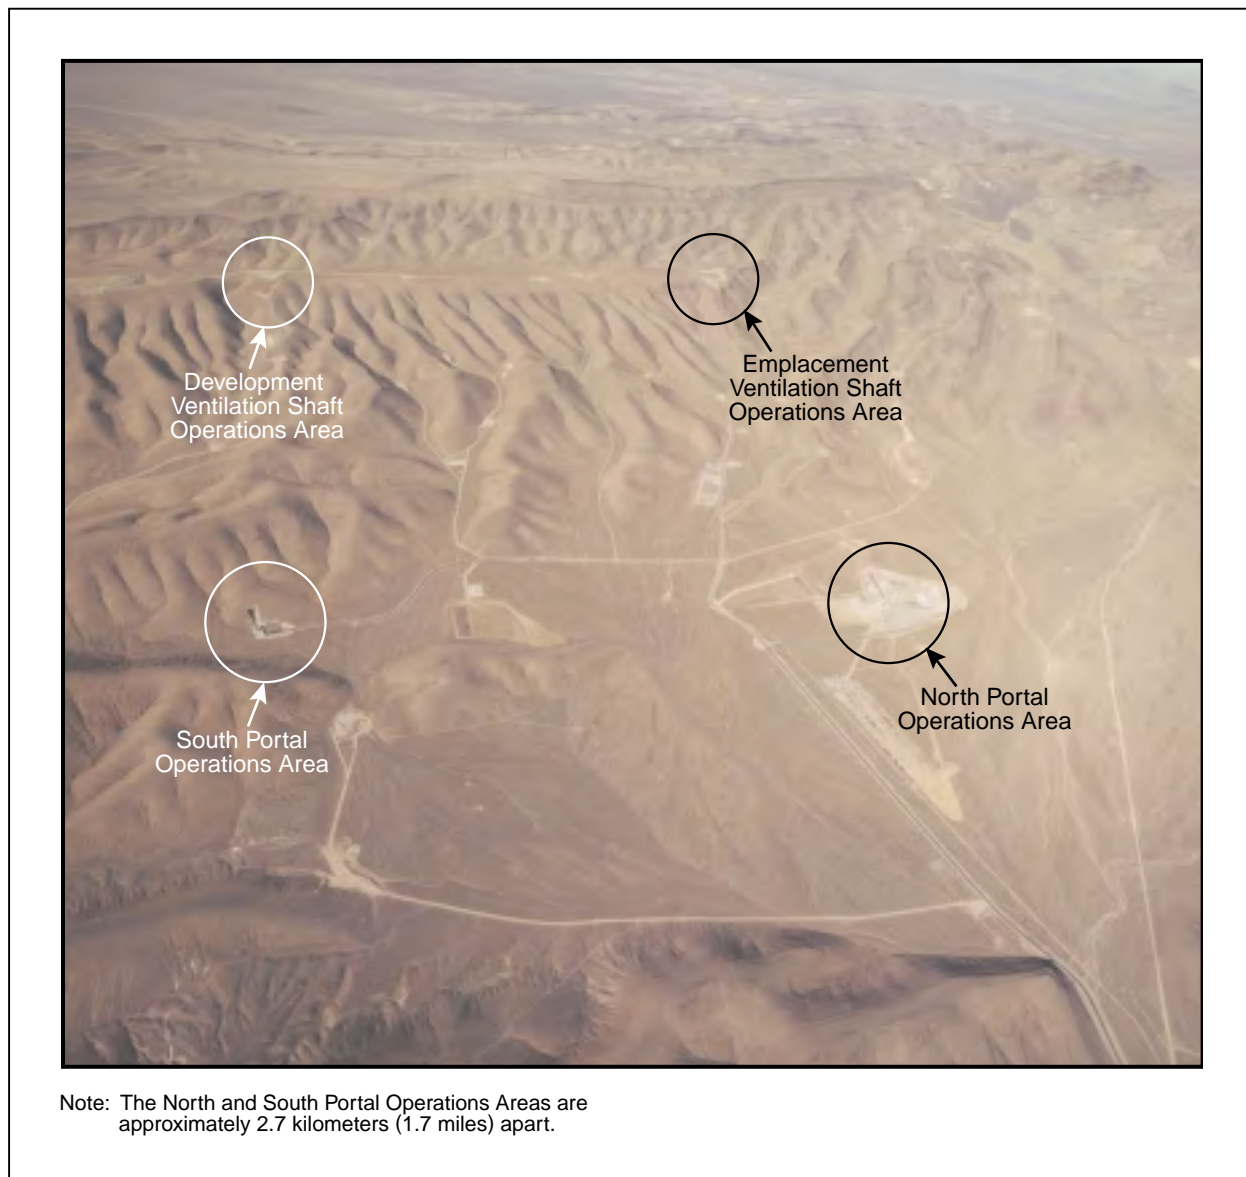 Development
Ventilation Shaft
Operations Area
Emplacement
Ventilation Shaft
Operations Area
South Portal
Operations Area
North Portal
Operations Area
Note: The North and South Portal Operations Areas are
approximately 2.7 kilometers (1.7 miles) apart.